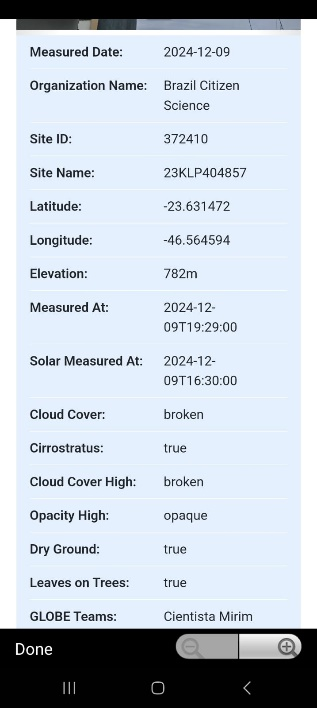 Measured Date: 2024-12-09
Organization Name: Brazil Citizen
Science
Site ID: 372410
Site Name: 23KLP404857
Latitude: -23.631472
Longitude: -46.564594
Elevation: 782m
Measured At: 2024-12-
09T19:29:00
Solar Measured At: 2024-12-
09T16:30:00
Cloud Cover: broken
Cirrostratus: true
Cloud Cover High: broken
Opacity High: opaque
Dry Ground: true
Leaves on Trees: true
GLOBE Teams: Cientista Mirim
Done